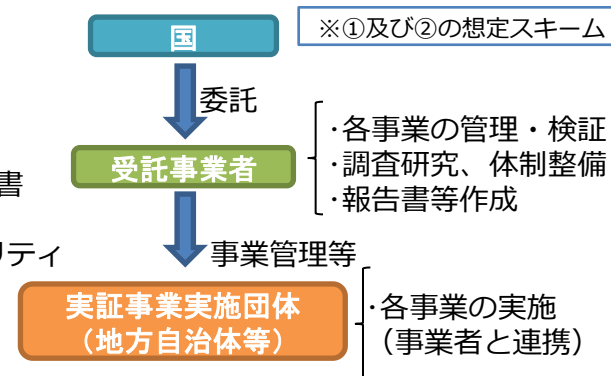 国
※①及び②の想定スキーム
委託
受託事業者
・各事業の管理・検証
・調査研究、体制整備
・報告書等作成
書
リティ
事業管理等
実証事業実施団体
（地方自治体等）
・各事業の実施
（事業者と連携）